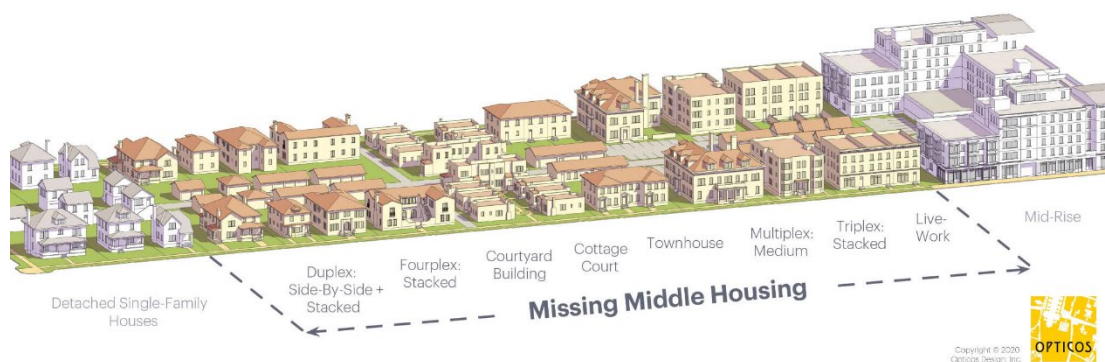 Detached Single-Family
Houses
Duplex:
Side-By-Side +
Stacked
Fourplex:
Stacked
Courtyard
Building
Cottage
Court
Townhouse
Multiplex:
Medium
Triplex:
Stacked
Live-
Work
Mid-Rise
Missing Middle Housing
Copyright © 2020
Opticos Design, Inc.
OPTICOS